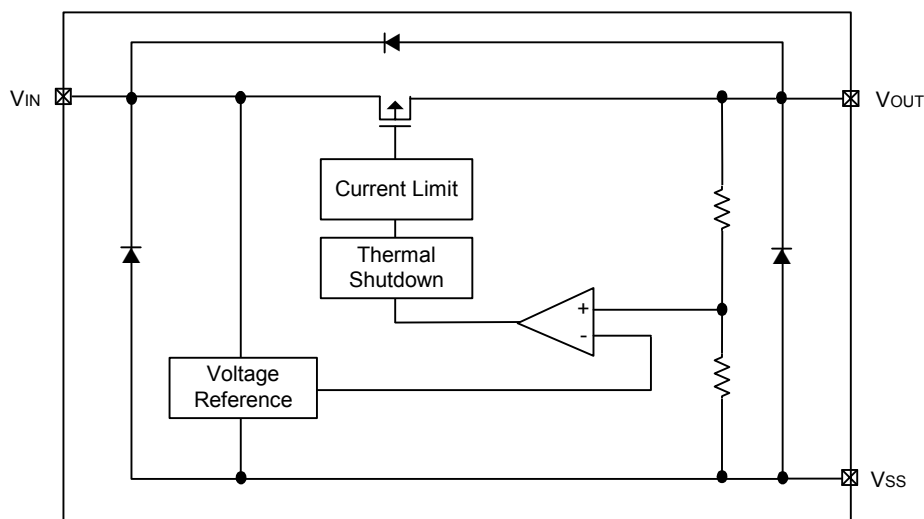 VIN
VOUT
Current Limit
Thermal
Shutdown
+
-
Voltage
Reference
VSS